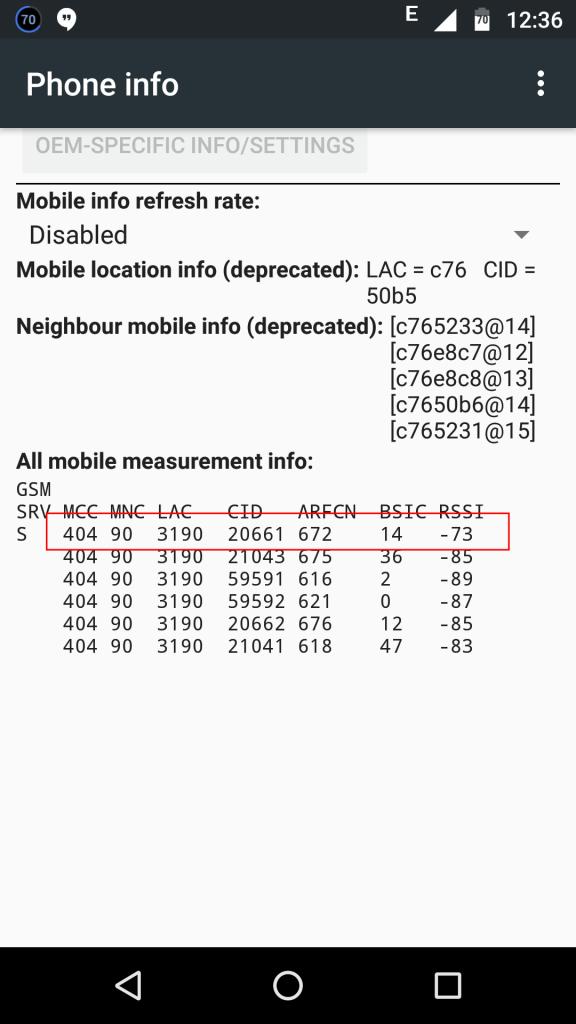 70 E 70 12:36
Phone info
OEM-SPECIFIC INFO/SETTINGS
Mobile info refresh rate:
Disabled
Mobile location info (deprecated): LAC = c76 CID =
50b5
Neighbour mobile info (deprecated): [c765233@14]
[c76e8c7@12]
[c76e8c8@13]
[c7650b6@14]
[c765231@15]
All mobile measurement info:
GSM
SRV MCC MNC LAC CID ARFCN BSIC RSSI
S 404 90 3190 20661 672 14 -73
404 90 3190 21043 675 36 -85
404 90 3190 59591 616 2 -89
404 90 3190 59592 621 0 -87
404 90 3190 20662 676 12 -85
404 90 3190 21041 618 47 -83